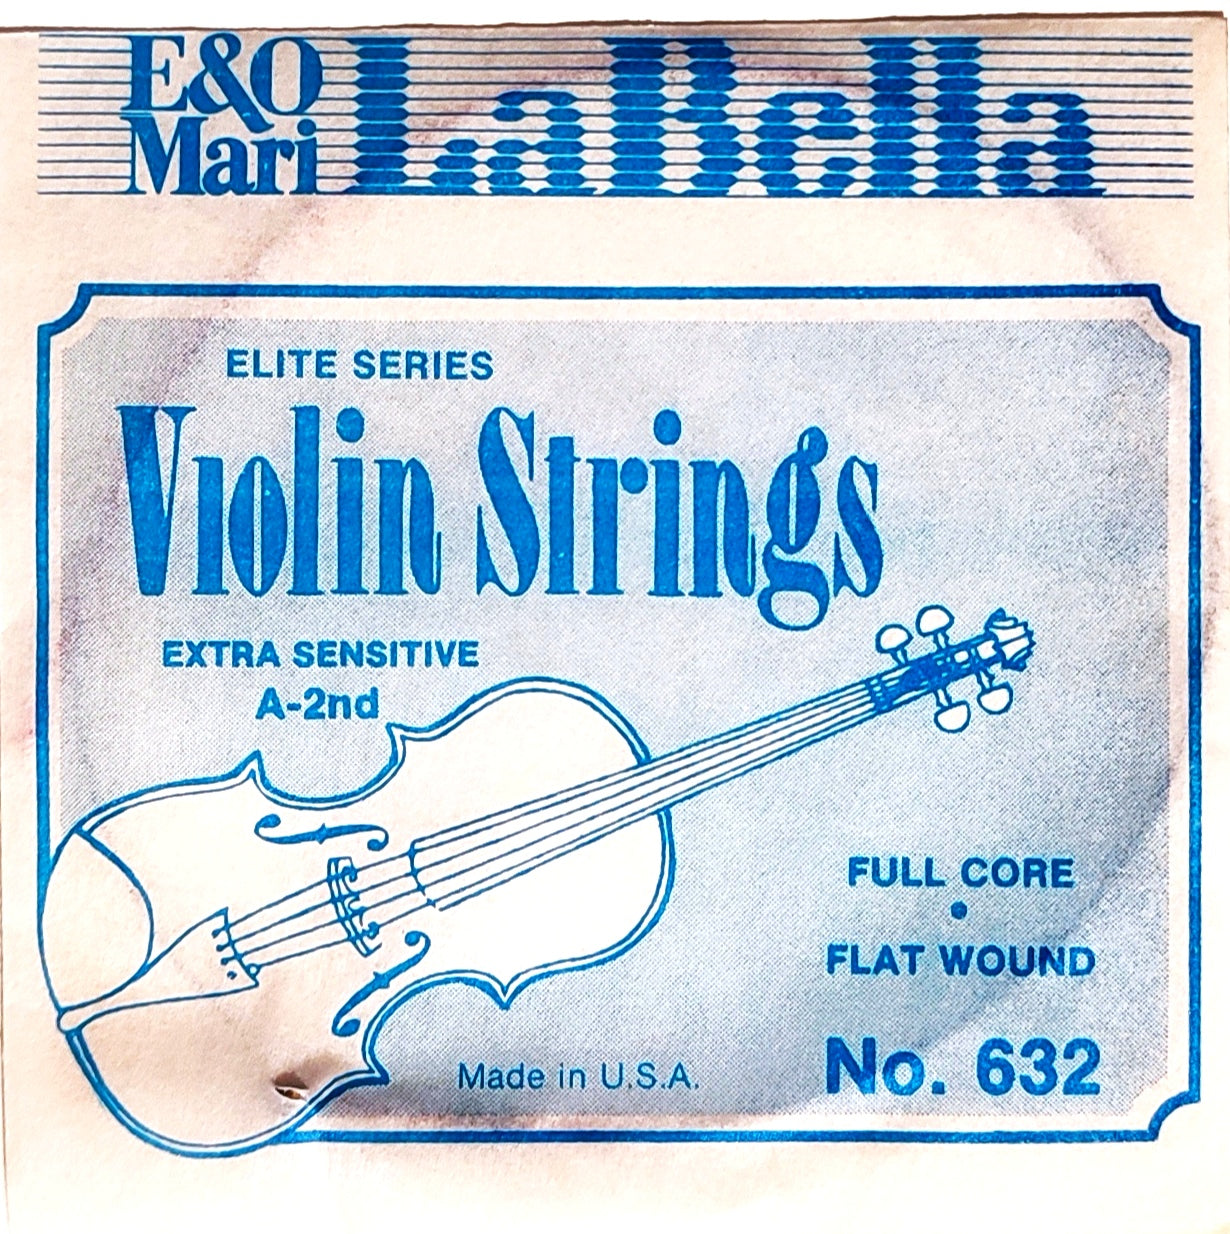 E&O
Mari LaBella
ELITE SERIES
Violin Strings
EXTRA SENSITIVE
A-2nd
FULL CORE
•
FLAT WOUND
No. 632
Made in U.S.A.